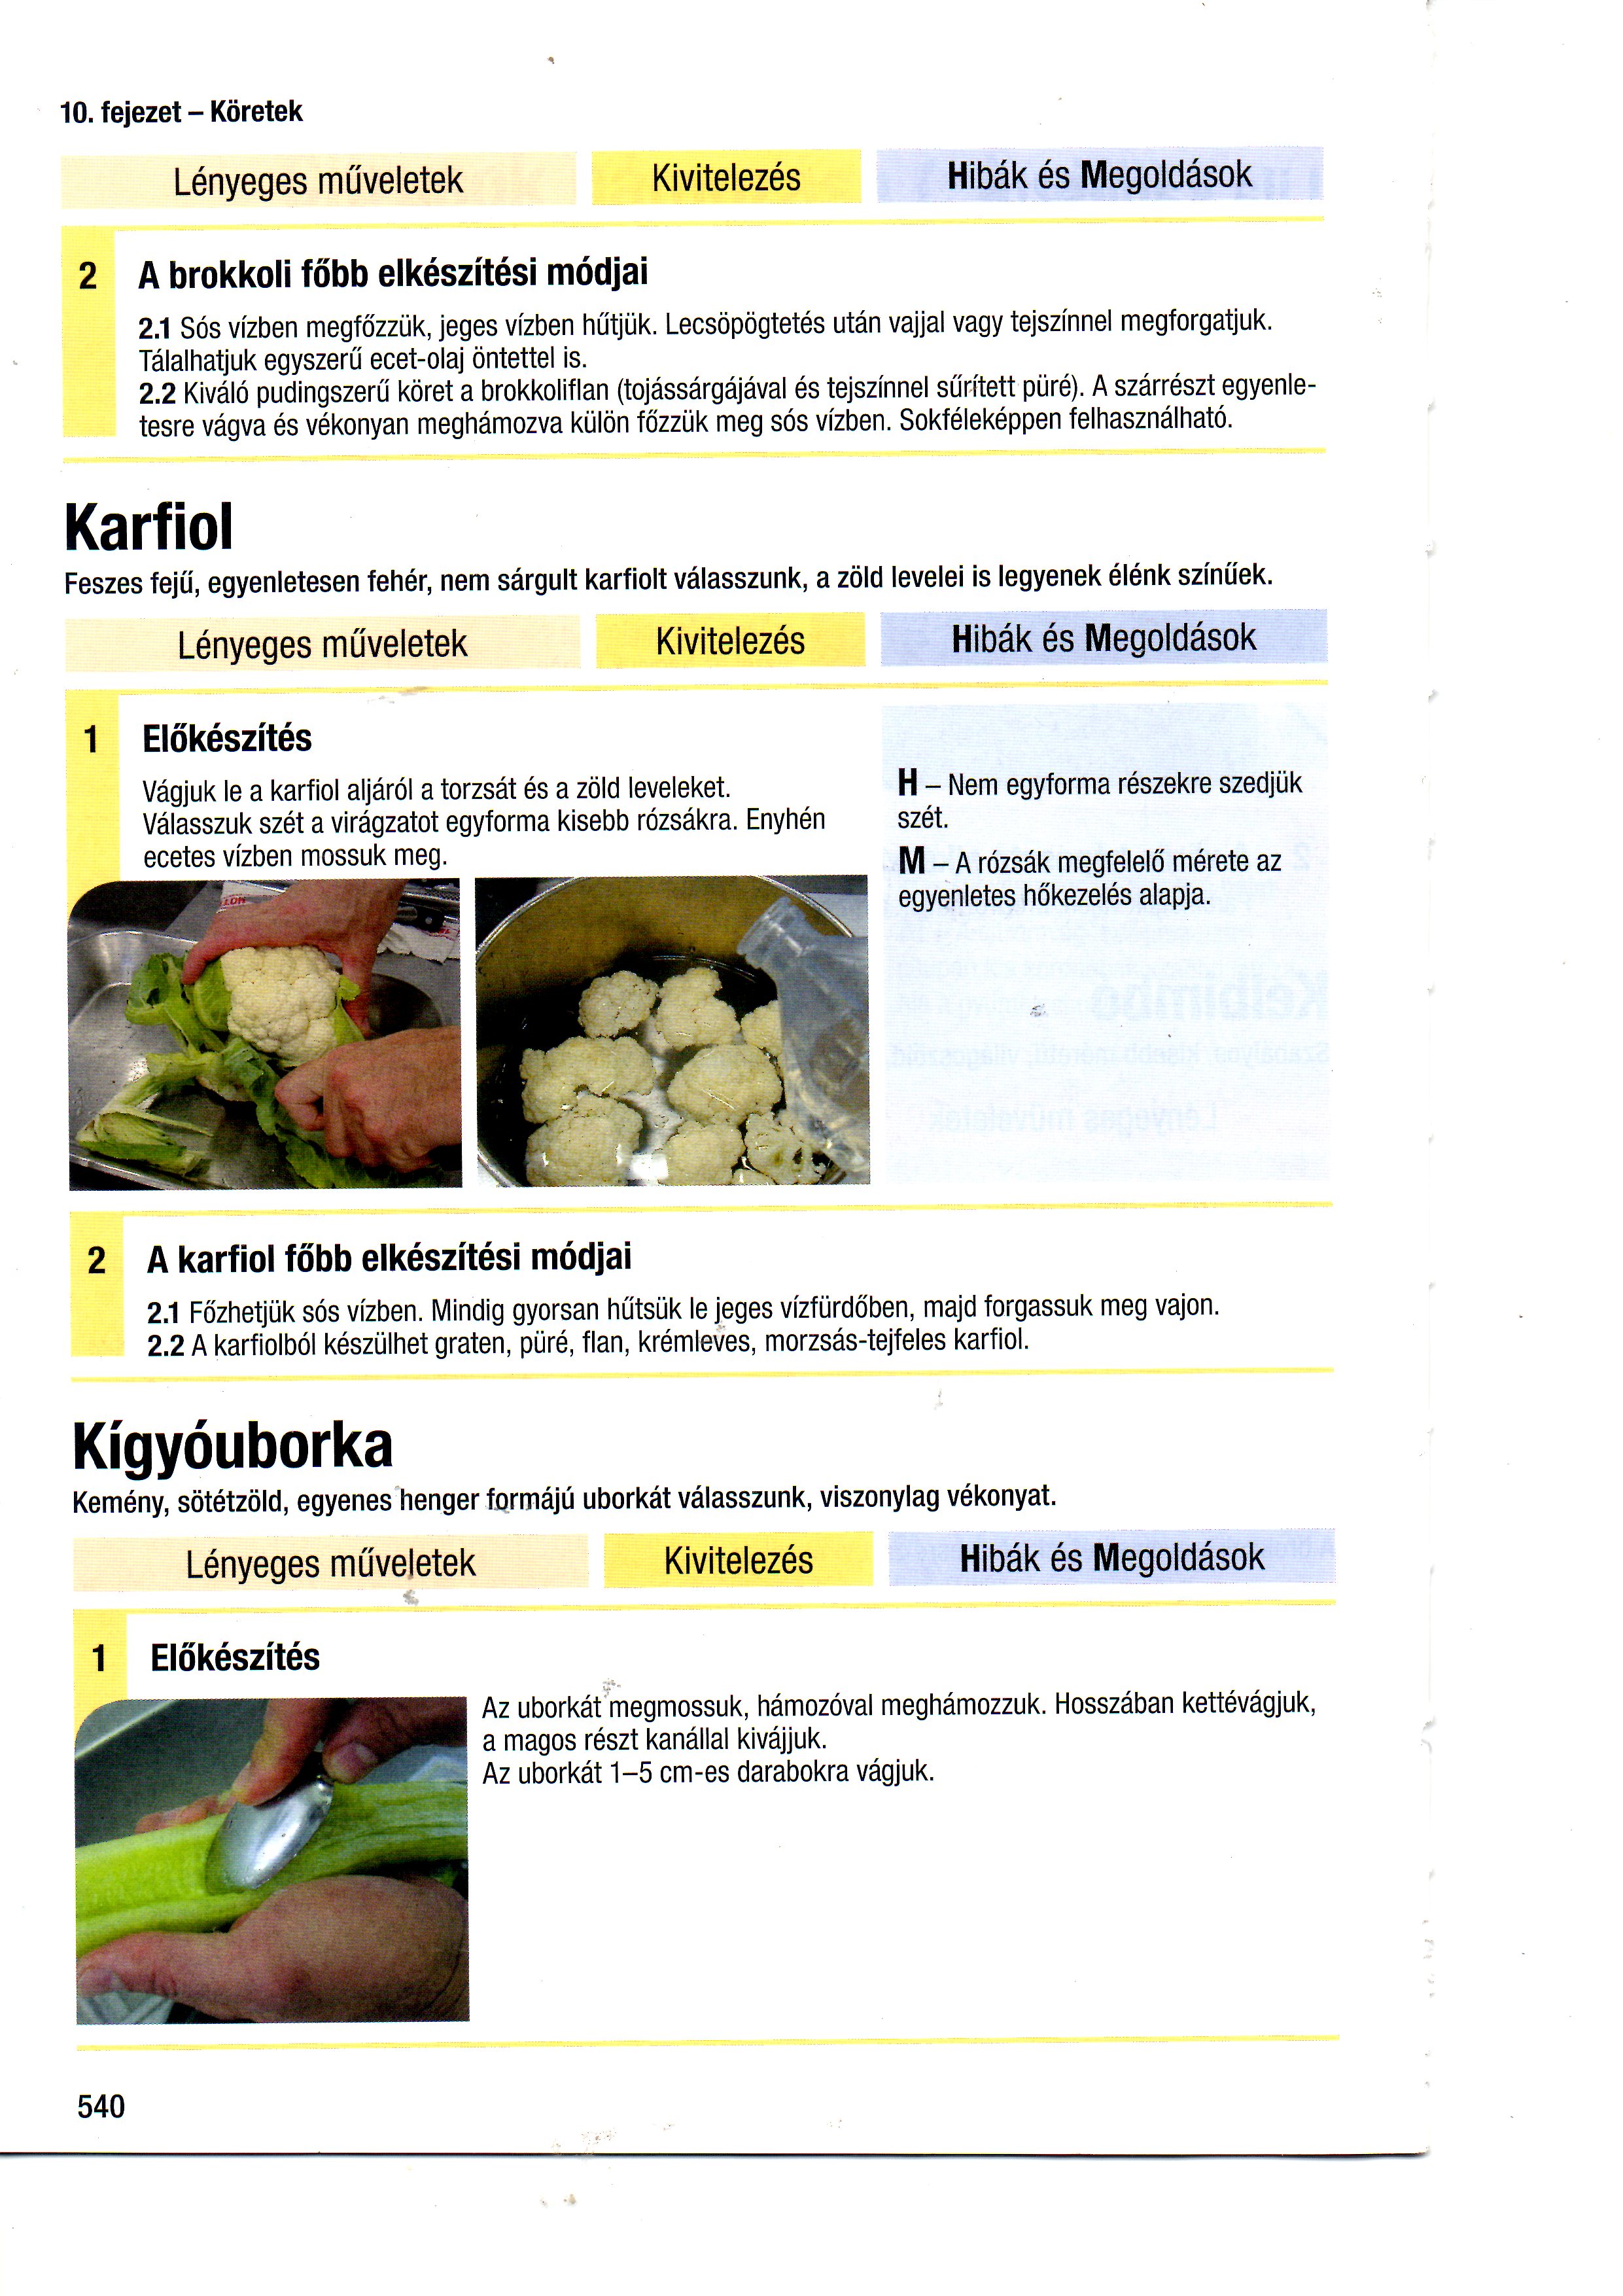 10. fejezet – Köretek
Lényeges műveletek
Kivitelezés
Hibák és Megoldások
2
A brokkoli főbb elkészítési módjai
2.1 Sós vízben megfőzzük, jeges vízben hűtjük. Lecsöpögtetés után vajjal vagy tejszínnel megforgatjuk.
Tálalhatjuk egyszerű ecet-olaj öntettel is.
2.2 Kiváló pudingszerű köret a brokkoliflan (tojássárgájával és tejszínnel sűrített püré). A szárrészt egyenle-
tesre vágva és vékonyan meghámozva külön főzzük meg sós vízben. Sokféleképpen felhasználható.
Karfiol
Feszes fejű, egyenletesen fehér, nem sárgult karfiolt válasszunk, a zöld levelei is legyenek élénk színűek.
Lényeges műveletek
Kivitelezés
Hibák és Megoldások
1
Előkészítés
Vágjuk le a karfiol aljáról a torzsát és a zöld leveleket.
Válasszuk szét a virágzatot egyforma kisebb rózsákra. Enyhén
ecetes vízben mossuk meg.
H – Nem egyforma részekre szedjük
szét.
M – A rózsák megfelelő mérete az
egyenletes hőkezelés alapja.
2
A karfiol főbb elkészítési módjai
2.1 Főzhetjük sós vízben. Mindig gyorsan hűtsük le jeges vízfürdőben, majd forgassuk meg vajon.
2.2 A karfiolból készülhet graten, püré, flan, krémleves, morzsás-tejfeles karfiol.
Kígyóuborka
Kemény, sötétzöld, egyenes henger formájú uborkát válasszunk, viszonylag vékonyat.
Lényeges műveletek
Kivitelezés
Hibák és Megoldások
1
Előkészítés
Az uborkát megmossuk, hámozóval meghámozzuk. Hosszában kettévágjuk,
a magos részt kanállal kivájjuk.
Az uborkát 1–5 cm-es darabokra vágjuk.
540